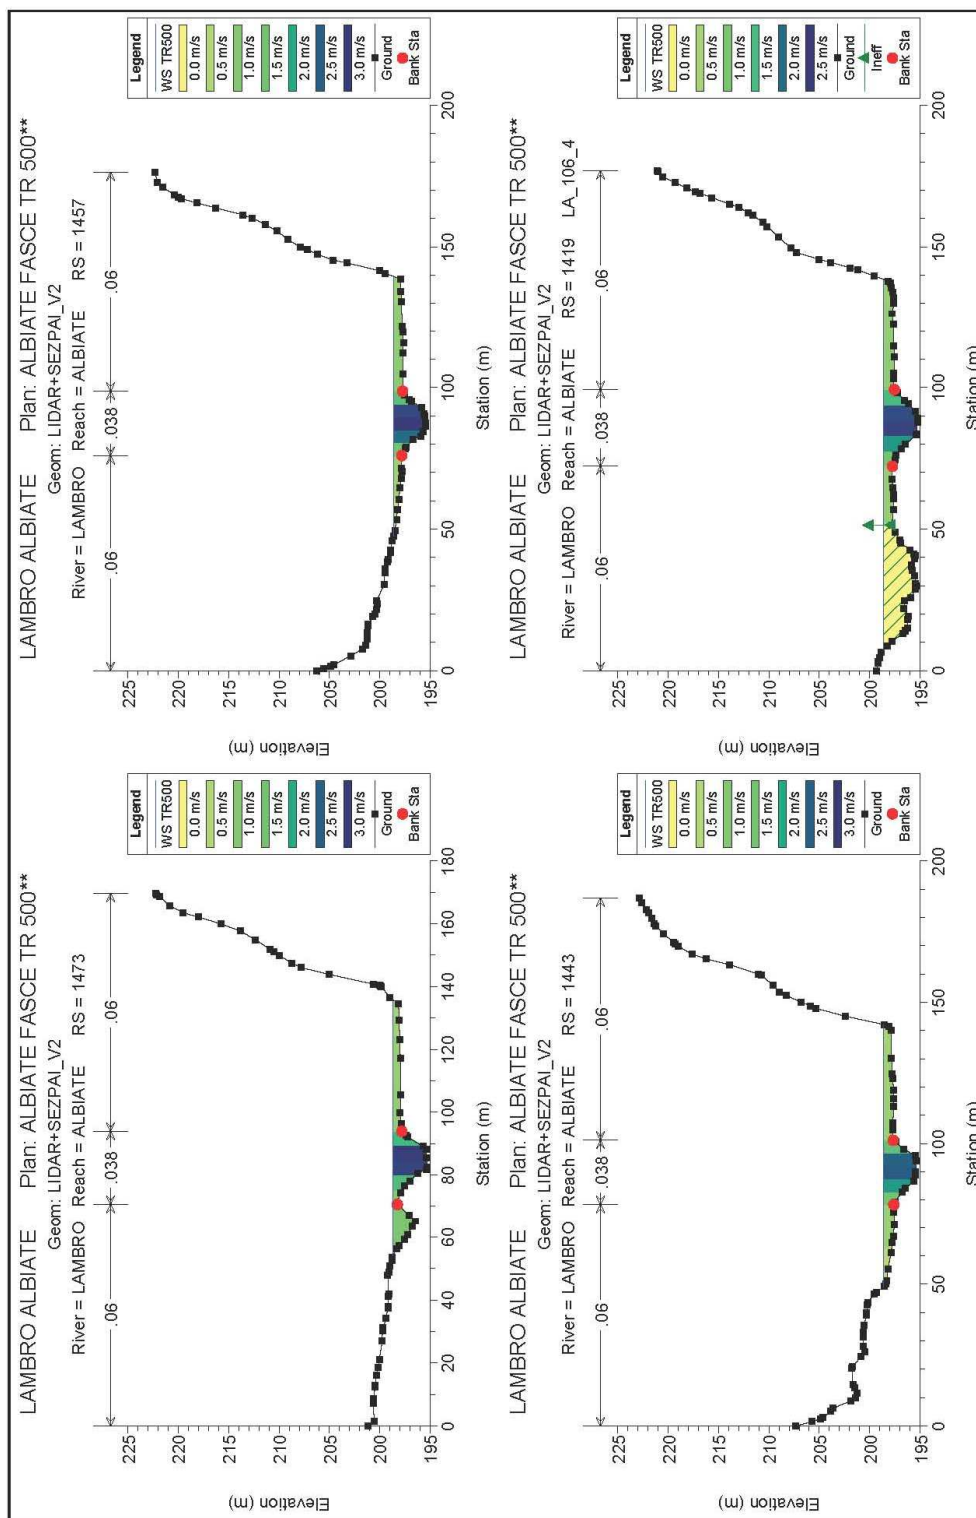 LAMBRO ALBIATE Plan: ALBIATE FASCE TR 500**
Geom: LIDAR+SEZPAI_V2
River = LAMBRO Reach = ALBIATE RS = 1473
.06 .038 .06
Elevation (m)
225
220
215
210
205
200
195
0 20 40 60 80 100 120 140 160 180
Station (m)
Legend
WS TR500
0.0 m/s
0.5 m/s
1.0 m/s
1.5 m/s
2.0 m/s
2.5 m/s
3.0 m/s
Ground
Bank Sta
LAMBRO ALBIATE Plan: ALBIATE FASCE TR 500**
Geom: LIDAR+SEZPAI_V2
River = LAMBRO Reach = ALBIATE RS = 1457
.06 .038 .06
Elevation (m)
225
220
215
210
205
200
195
0 50 100 150 200
Station (m)
Legend
WS TR500
0.0 m/s
0.5 m/s
1.0 m/s
1.5 m/s
2.0 m/s
2.5 m/s
3.0 m/s
Ground
Bank Sta
LAMBRO ALBIATE Plan: ALBIATE FASCE TR 500**
Geom: LIDAR+SEZPAI_V2
River = LAMBRO Reach = ALBIATE RS = 1443
.06 .038 .06
Elevation (m)
225
220
215
210
205
200
195
0 50 100 150 200
Station (m)
Legend
WS TR500
0.0 m/s
0.5 m/s
1.0 m/s
1.5 m/s
2.0 m/s
2.5 m/s
3.0 m/s
Ground
Bank Sta
LAMBRO ALBIATE Plan: ALBIATE FASCE TR 500**
Geom: LIDAR+SEZPAI_V2
River = LAMBRO Reach = ALBIATE RS = 1419 LA_106_4
.06 .038 .06
Elevation (m)
225
220
215
210
205
200
195
0 50 100 150 200
Station (m)
Legend
WS TR500
0.0 m/s
0.5 m/s
1.0 m/s
1.5 m/s
2.0 m/s
2.5 m/s
Ground
Ineff
Bank Sta